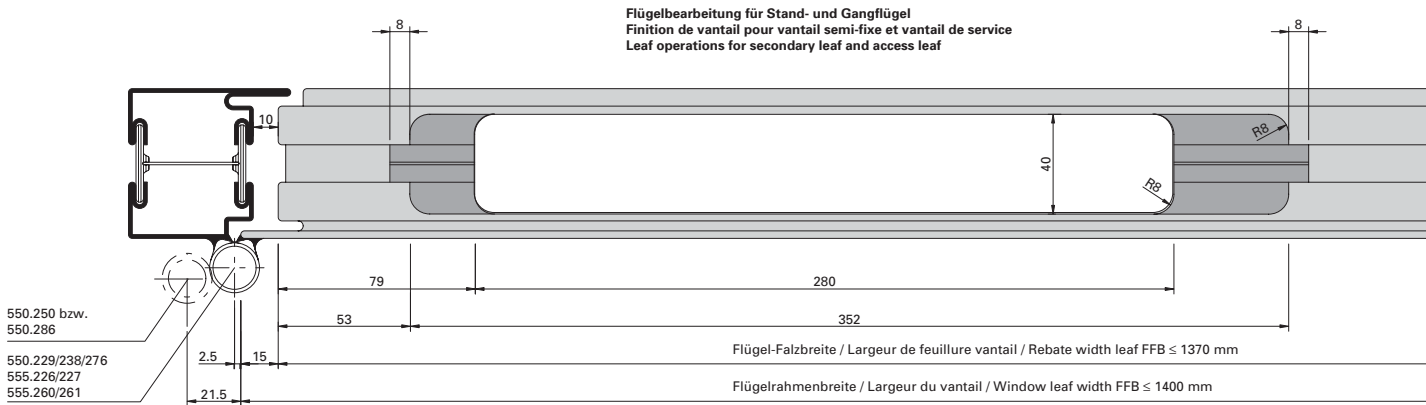 Flügelbearbeitung für Stand- und Gangflügel
Finition de vantail pour vantail semi-fixe et vantail de service
Leaf operations for secondary leaf and access leaf
8
8
10
R8
40
R8
79
280
550.250 bzw.
550.286
53
352
550.229/238/276
555.226/227
555.260/261
2.5
15
Flügel-Falzbreite / Largeur de feuillure vantail / Rebate width leaf FFB ≤ 1370 mm
21.5
Flügelrahmenbreite / Largeur du vantail / Window leaf width FFB ≤ 1400 mm